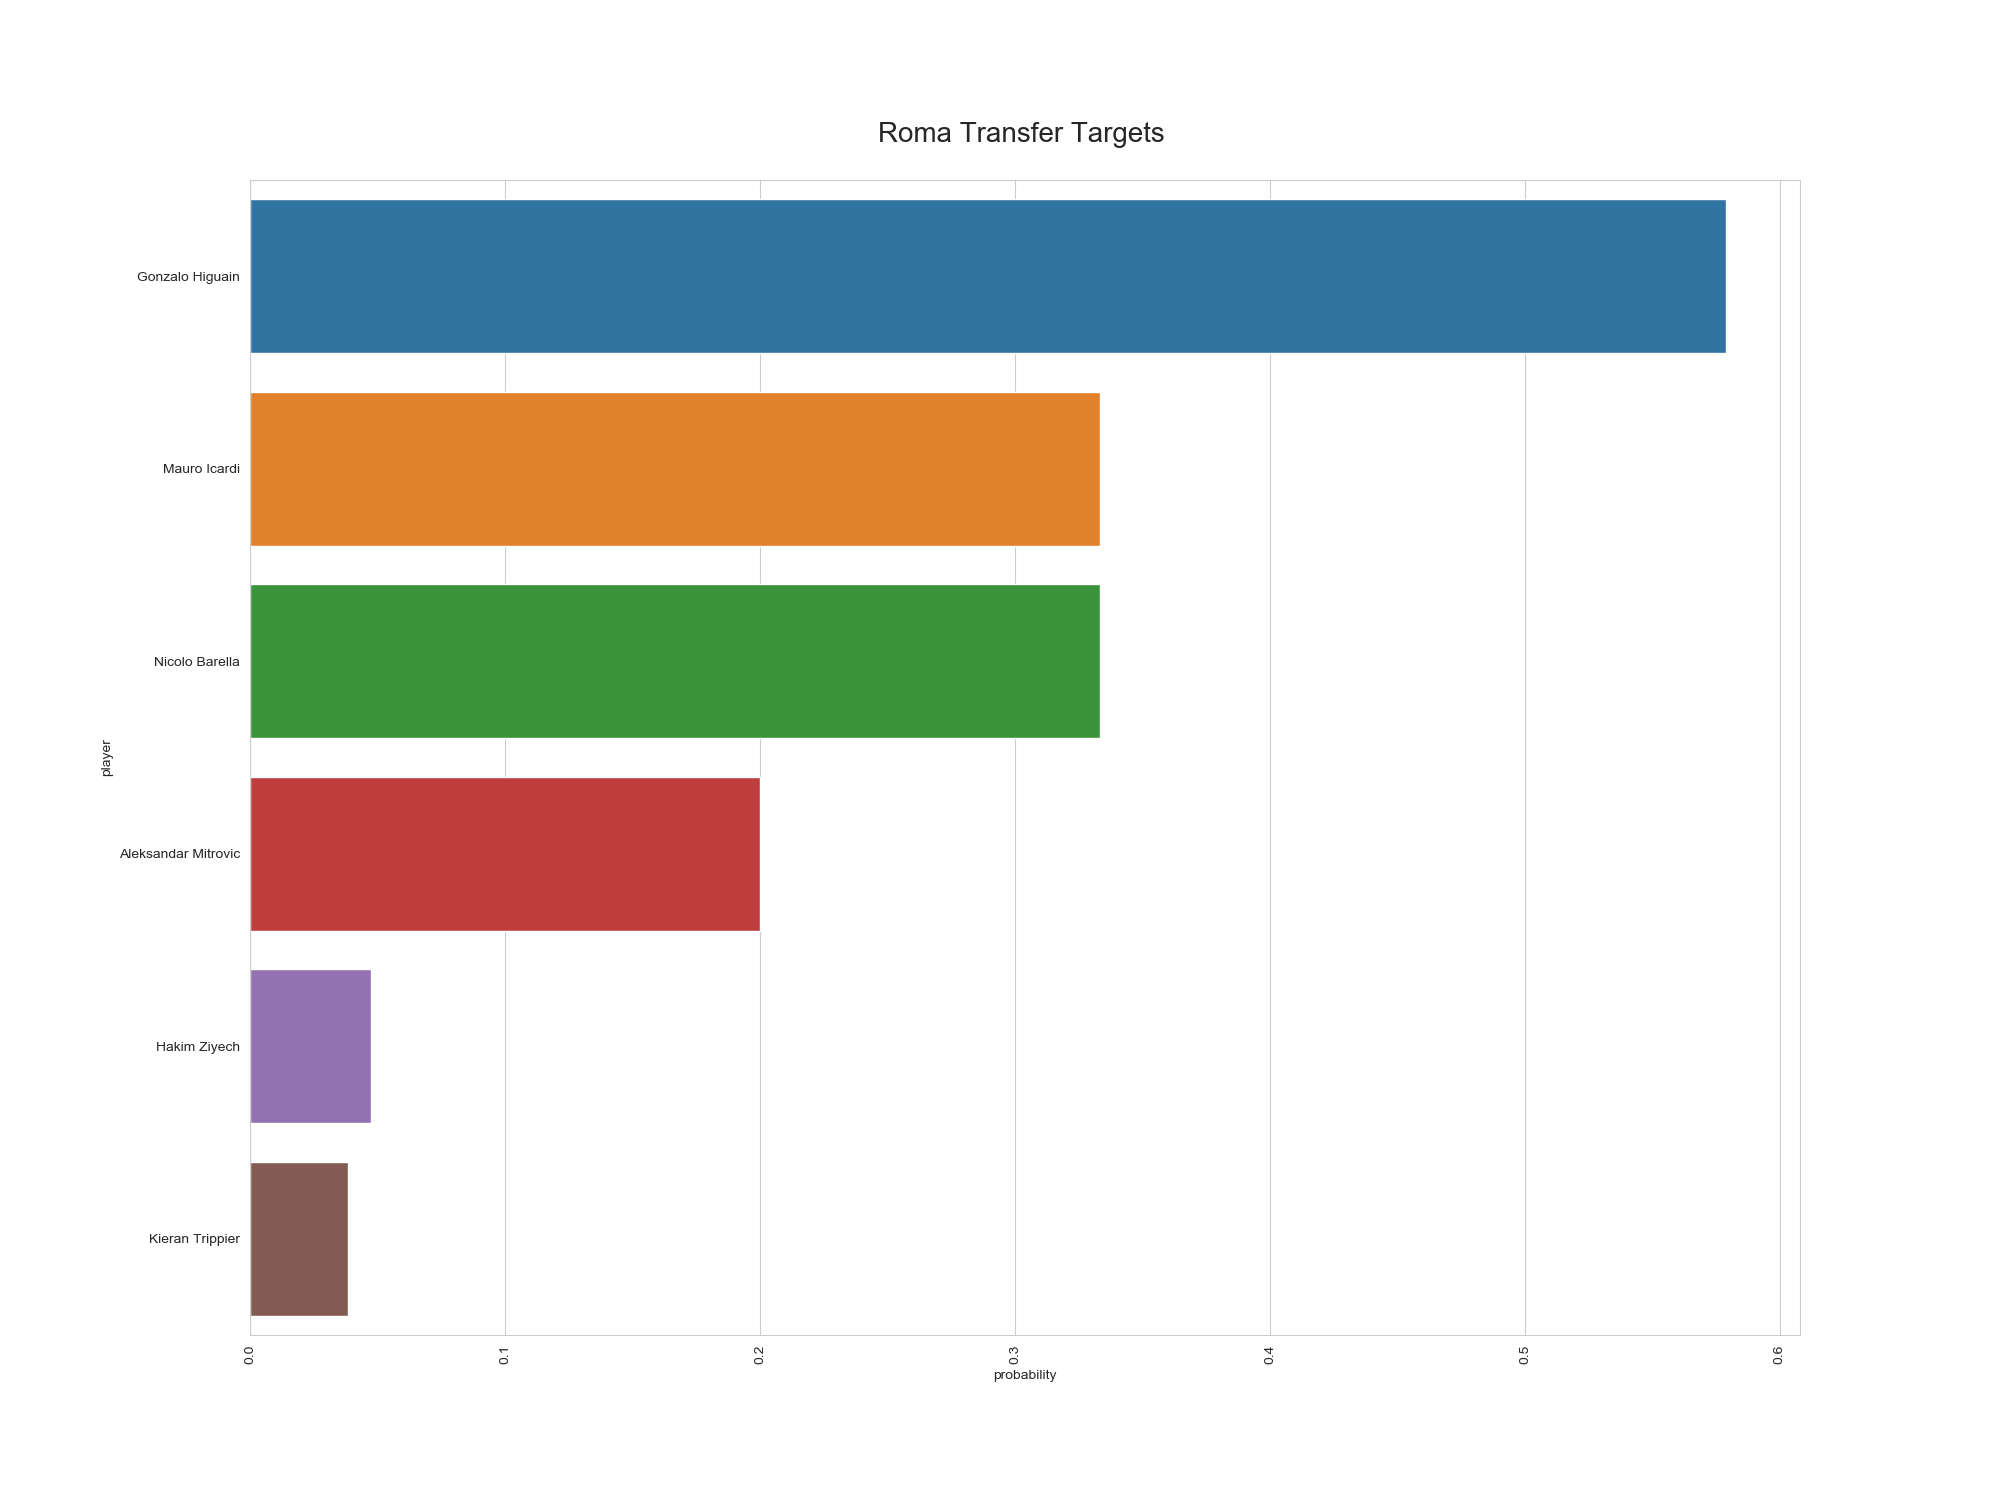 Roma Transfer Targets
Gonzalo Higuain
Mauro Icardi
Nicolo Barella
player
Aleksandar Mitrovic
Hakim Ziyech
Kieran Trippier
0.0
0.1
0.2
0.3
0.4
0.5
0.6
probability